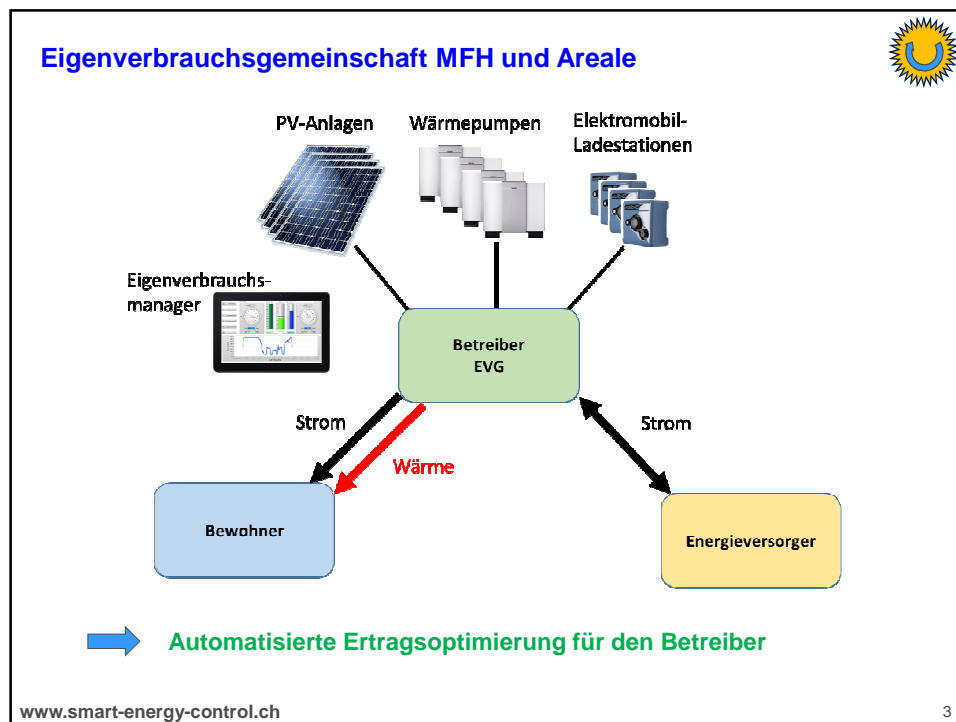 Eigenverbrauchsgemeinschaft MFH und Areale
PV-Anlagen
Wärmepumpen
Elektromobil-
Ladestationen
Eigenverbrauchs-
manager
Betreiber
EVG
Strom
Wärme
Strom
Bewohner
Energieversorger
Automatisierte Ertragsoptimierung für den Betreiber
www.smart-energy-control.ch
3